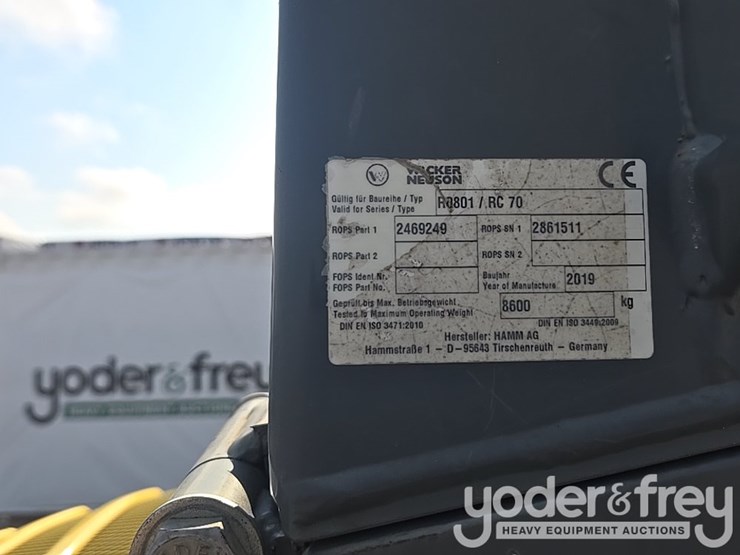 WACKER
NEUSON
CE
Gültig für Baureihe / Typ
Valid for Series / Type
RD801 / RC 70
ROPS Part 1 2469249 ROPS SN 1 2861511
ROPS Part 2 ROPS SN 2
FOPS Ident Nr.
FOPS Part No.
Baujahr
Year of Manufacture
2019
Geprüft bis Max. Betriebsgewicht
Tested to Maximum Operating Weight
8600 kg
DIN EN ISO 3471:2010 DIN EN ISO 3449:2009
Hersteller: HAMM AG
Hammstraße 1 - D-95643 Tirschenreuth - Germany
yoder&frey
HEAVY EQUIPMENT AUCTIONS
yoder&frey
HEAVY EQUIPMENT AUCTIONS